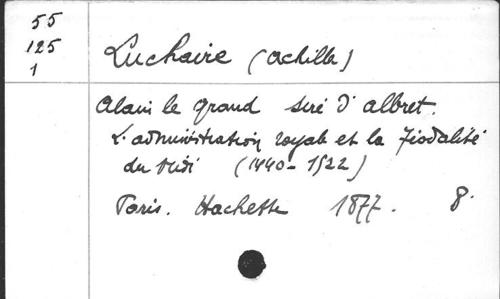 55
125
1
Luchaire (Achille)
Alain le grand sire d'albret.
L'administration royale et la féodalité
du Midi (1440-1522)
Paris. Hachette 1877. 8.